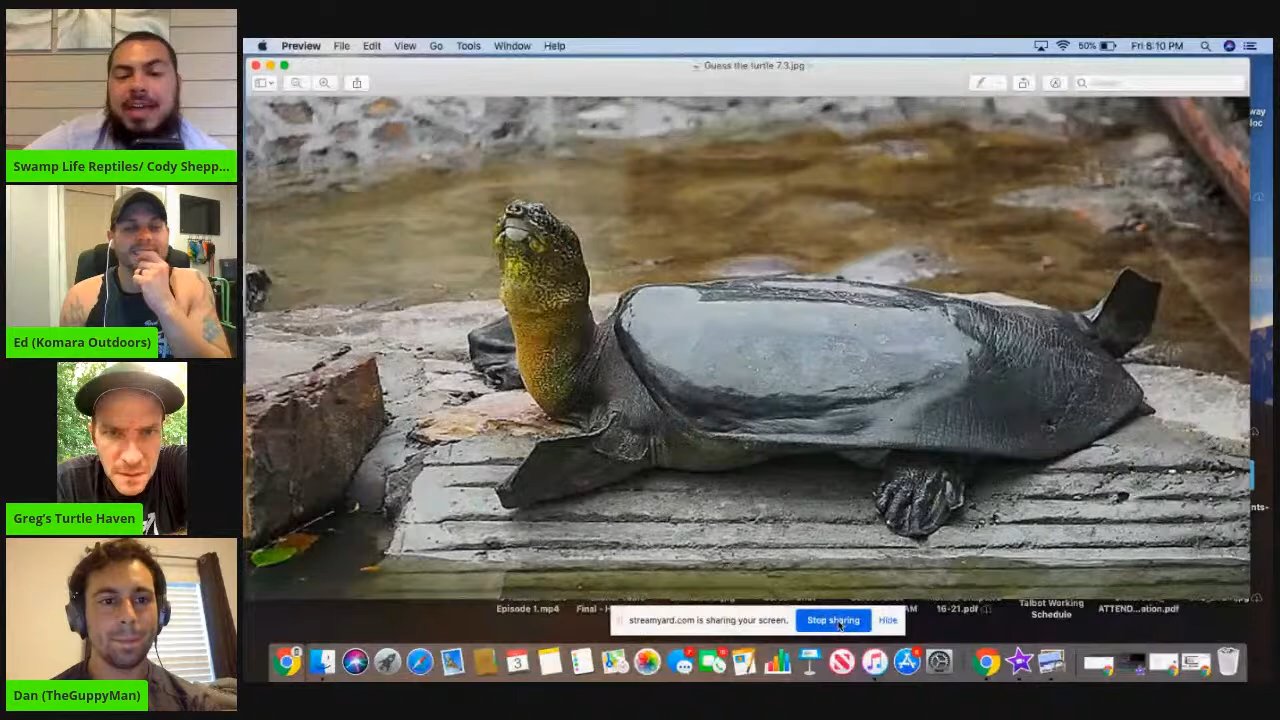 Swamp Life Reptiles/ Cody Shepp...
Ed (Komara Outdoors)
Greg's Turtle Haven
Dan (TheGuppyMan)
Preview File Edit View Go Tools Window Help
50% Fri 8:10 PM
Guess the turtle 7.3.jpg
Episode 1.mp4
16-21.pdf
Talbot Working
Schedule
ATTEND...ation.pdf
streamyard.com is sharing your screen.
Stop sharing
Hide
3